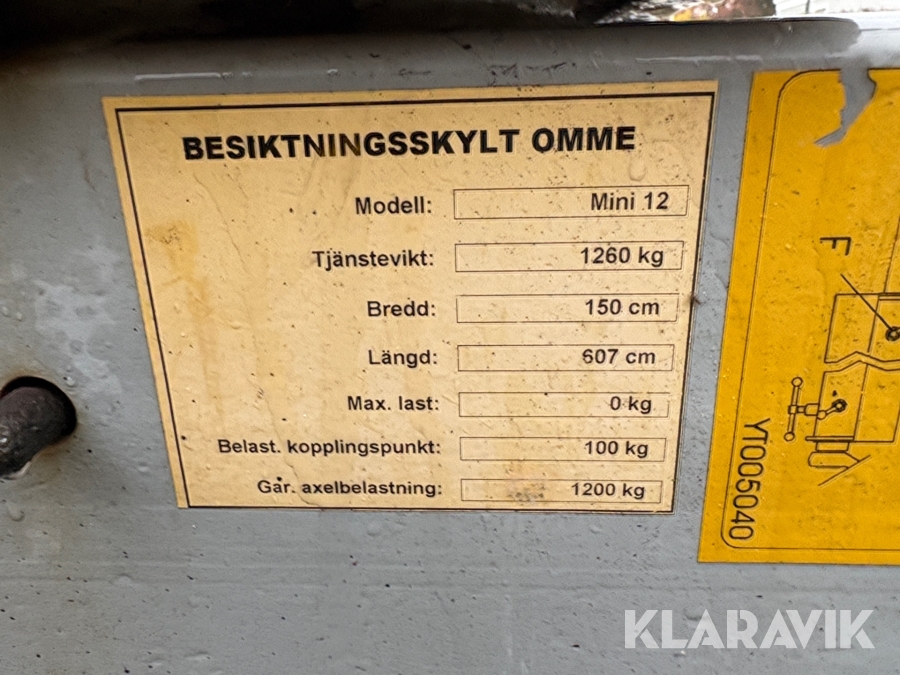 BESIKTNINGSSKYLT OMME
Modell: Mini 12
Tjänstevikt: 1260 kg
Bredd: 150 cm
Längd: 607 cm
Max. last: 0 kg
Belast. kopplingspunkt: 100 kg
Gar. axelbelastning: 1200 kg
F
YT005040
KLARAVIK